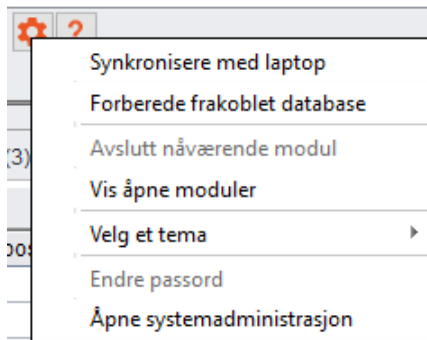 ?
Synkronisere med laptop
Forberede frakoblet database
Avslutt nåværende modul
(3)
Vis åpne moduler
Velg et tema
Endre passord
Åpne systemadministrasjon